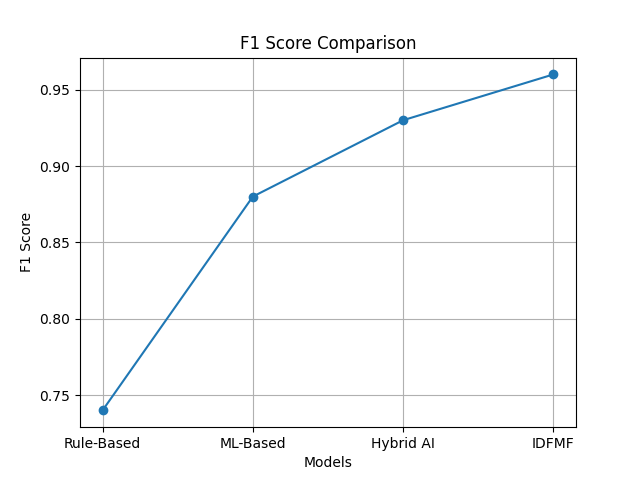 F1 Score Comparison
F1 Score
0.95
0.90
0.85
0.80
0.75
Rule-Based ML-Based Hybrid AI IDFMF
Models